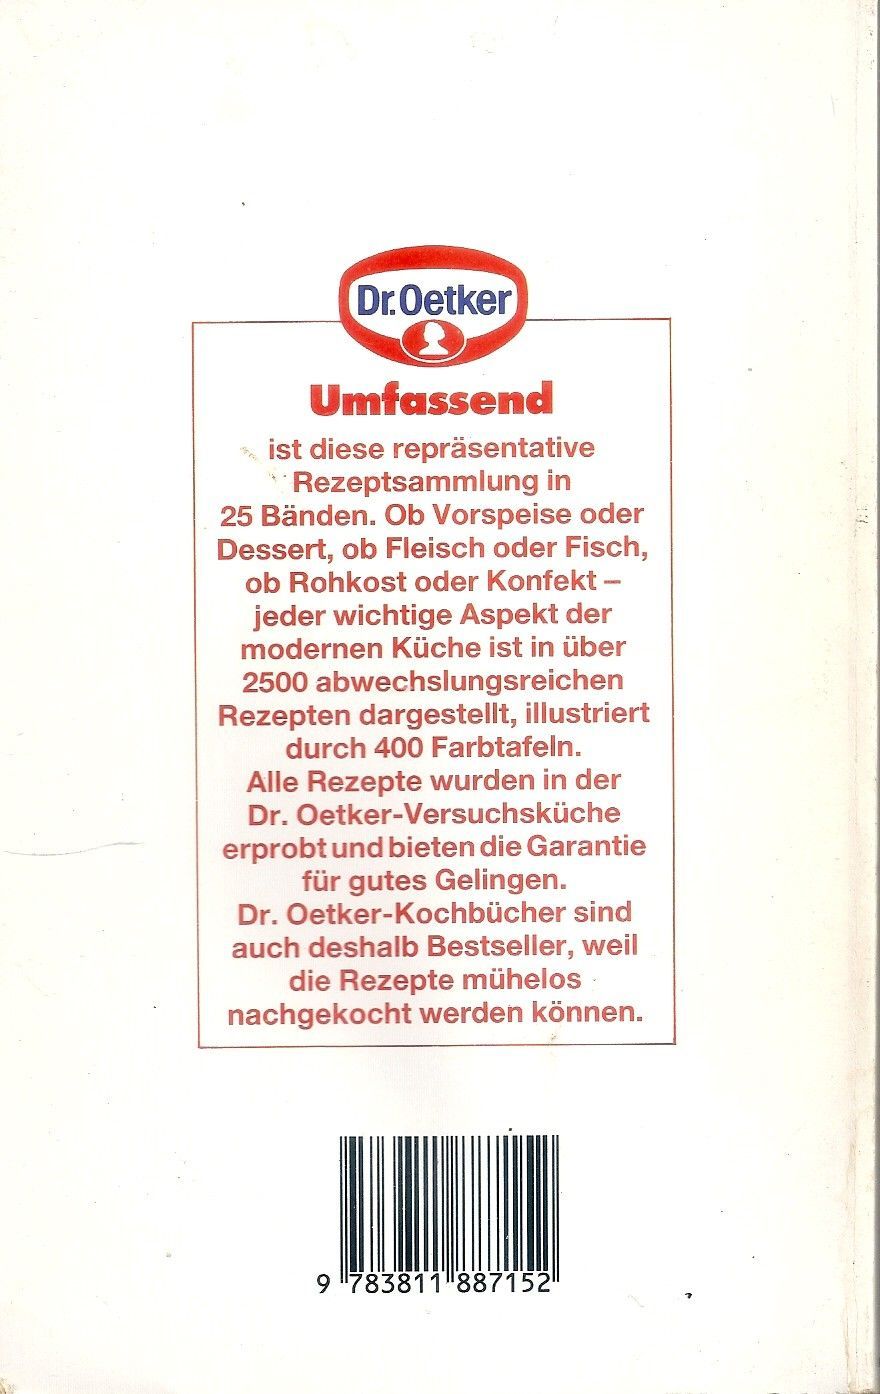 Dr. Oetker
Umfassend
ist diese repräsentative
Rezeptsammlung in
25 Bänden. Ob Vorspeise oder
Dessert, ob Fleisch oder Fisch,
ob Rohkost oder Konfekt –
jeder wichtige Aspekt der
modernen Küche ist in über
2500 abwechslungsreichen
Rezepten dargestellt, illustriert
durch 400 Farbtafeln.
Alle Rezepte wurden in der
Dr. Oetker-Versuchsküche
erprobt und bieten die Garantie
für gutes Gelingen.
Dr. Oetker-Kochbücher sind
auch deshalb Bestseller, weil
die Rezepte mühelos
nachgekocht werden können.
9 783811 887152